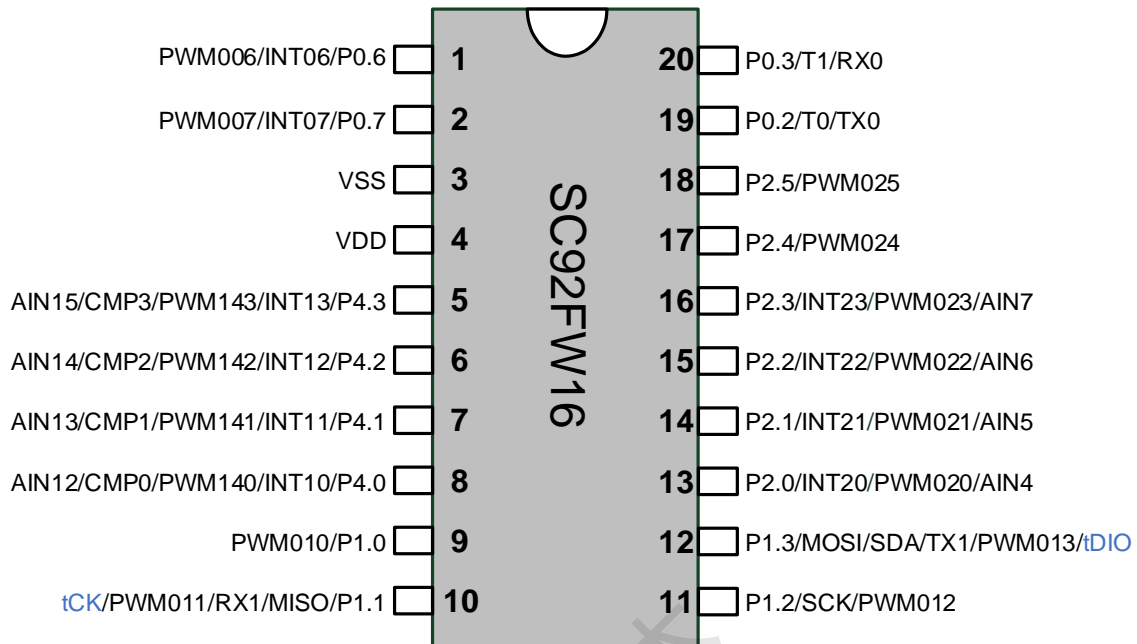 PWM006/INT06/P0.6 1 20 P0.3/T1/RX0
PWM007/INT07/P0.7 2 19 P0.2/T0/TX0
VSS 3 18 P2.5/PWM025
VDD 4 17 P2.4/PWM024
AIN15/CMP3/PWM143/INT13/P4.3 5 16 P2.3/INT23/PWM023/AIN7
AIN14/CMP2/PWM142/INT12/P4.2 6 15 P2.2/INT22/PWM022/AIN6
AIN13/CMP1/PWM141/INT11/P4.1 7 14 P2.1/INT21/PWM021/AIN5
AIN12/CMP0/PWM140/INT10/P4.0 8 13 P2.0/INT20/PWM020/AIN4
PWM010/P1.0 9 12 P1.3/MOSI/SDA/TX1/PWM013/tDIO
tCK/PWM011/RX1/MISO/P1.1 10 11 P1.2/SCK/PWM012
SC92FW16